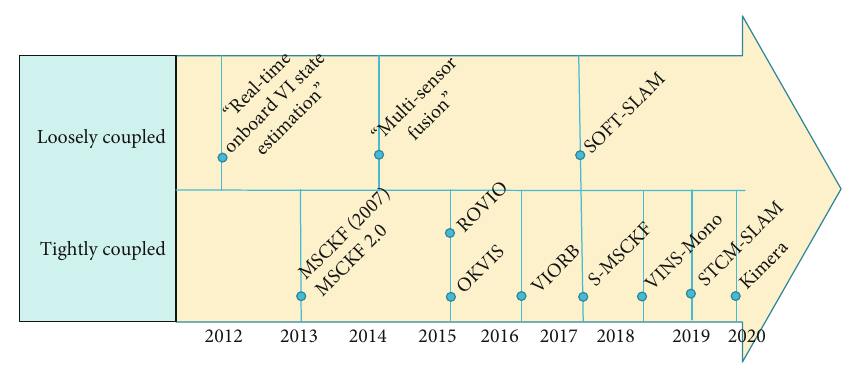 Loosely coupled
“Real-time
onboard VI state
estimation”
“Multi-sensor
fusion”
SOFT-SLAM
Tightly coupled
MSCKF (2007)
MSCKF 2.0
ROVIO
OKVIS
VIORB
S-MSCKF
VINS-Mono
STCM-SLAM
Kimera
2012 2013 2014 2015 2016 2017 2018 2019 2020